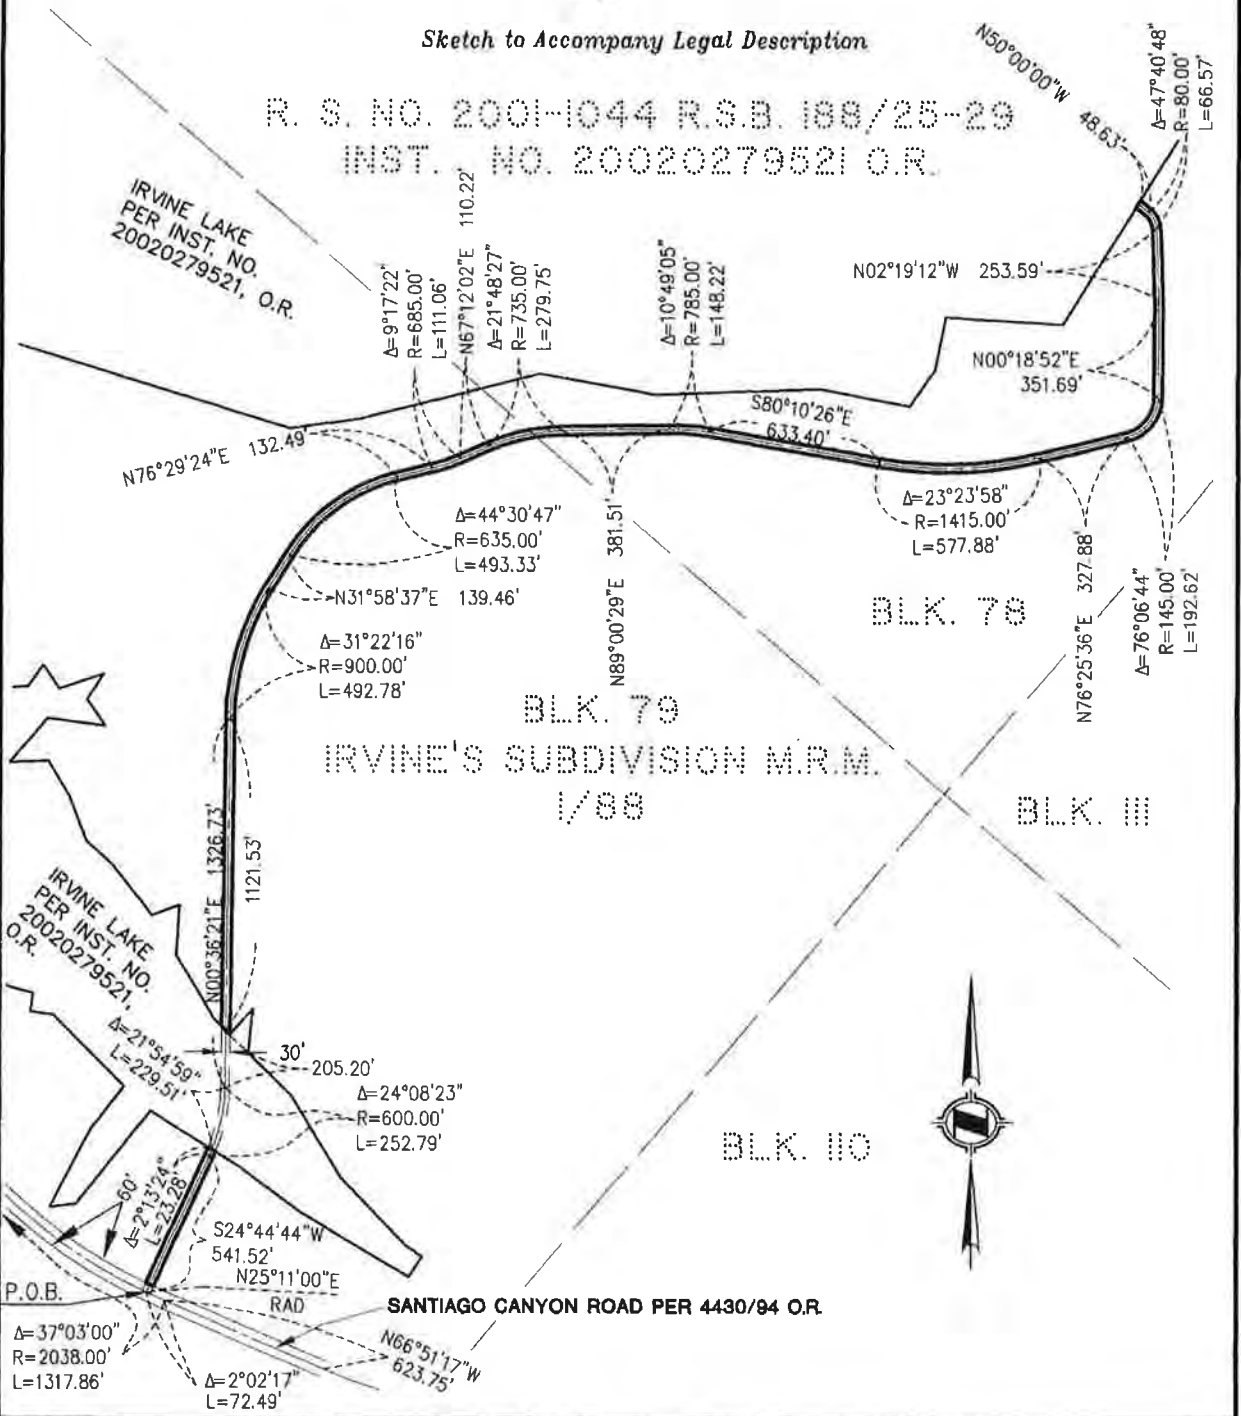 Sketch to Accompany Legal Description
R. S. NO. 2001-1044 R.S.B. 188/25-29
INST. NO. 20020279521 O.R.
N50°00'00"W 48.63'
Δ=47°40'48"
R=80.00'
L=66.57'
IRVINE LAKE
PER INST. NO.
20020279521, O.R.
Δ=9°17'22"
R=685.00'
L=111.06'
N67°12'02"E 110.22'
Δ=21°48'27"
R=735.00'
L=279.75'
Δ=10°49'05"
R=785.00'
L=148.22'
N02°19'12"W 253.59'
N00°18'52"E
351.69'
S80°10'26"E
633.40'
N76°29'24"E 132.49'
Δ=44°30'47"
R=635.00'
L=493.33'
N89°00'29"E 381.51'
Δ=23°23'58"
R=1415.00'
L=577.88'
N76°25'36"E 327.88'
Δ=76°06'44"
R=145.00'
L=192.62'
N31°58'37"E 139.46'
BLK. 78
Δ=31°22'16"
R=900.00'
L=492.78'
BLK. 79
IRVINE'S SUBDIVISION M.R.M.
1/88
BLK. 111
N00°36'21"E 1326.73'
1121.53'
IRVINE LAKE
PER INST. NO.
20020279521,
O.R.
Δ=21°54'59"
L=229.51'
30'
205.20'
Δ=24°08'23"
R=600.00'
L=252.79'
BLK. 110
60'
Δ=2°13'24"
L=23.28'
S24°44'44"W
541.52'
N25°11'00"E
RAD
P.O.B.
SANTIAGO CANYON ROAD PER 4430/94 O.R.
Δ=37°03'00"
R=2038.00'
L=1317.86'
Δ=2°02'17"
L=72.49'
N66°51'17"W
623.75'